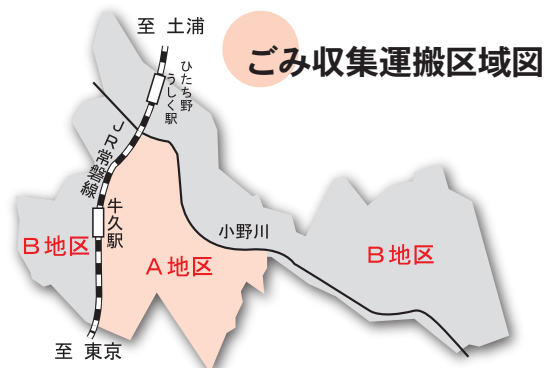 至 土浦
ごみ収集運搬区域図
ひたち野
うしく駅
JR常磐線
牛久駅
小野川
B地区
A地区
B地区
至 東京